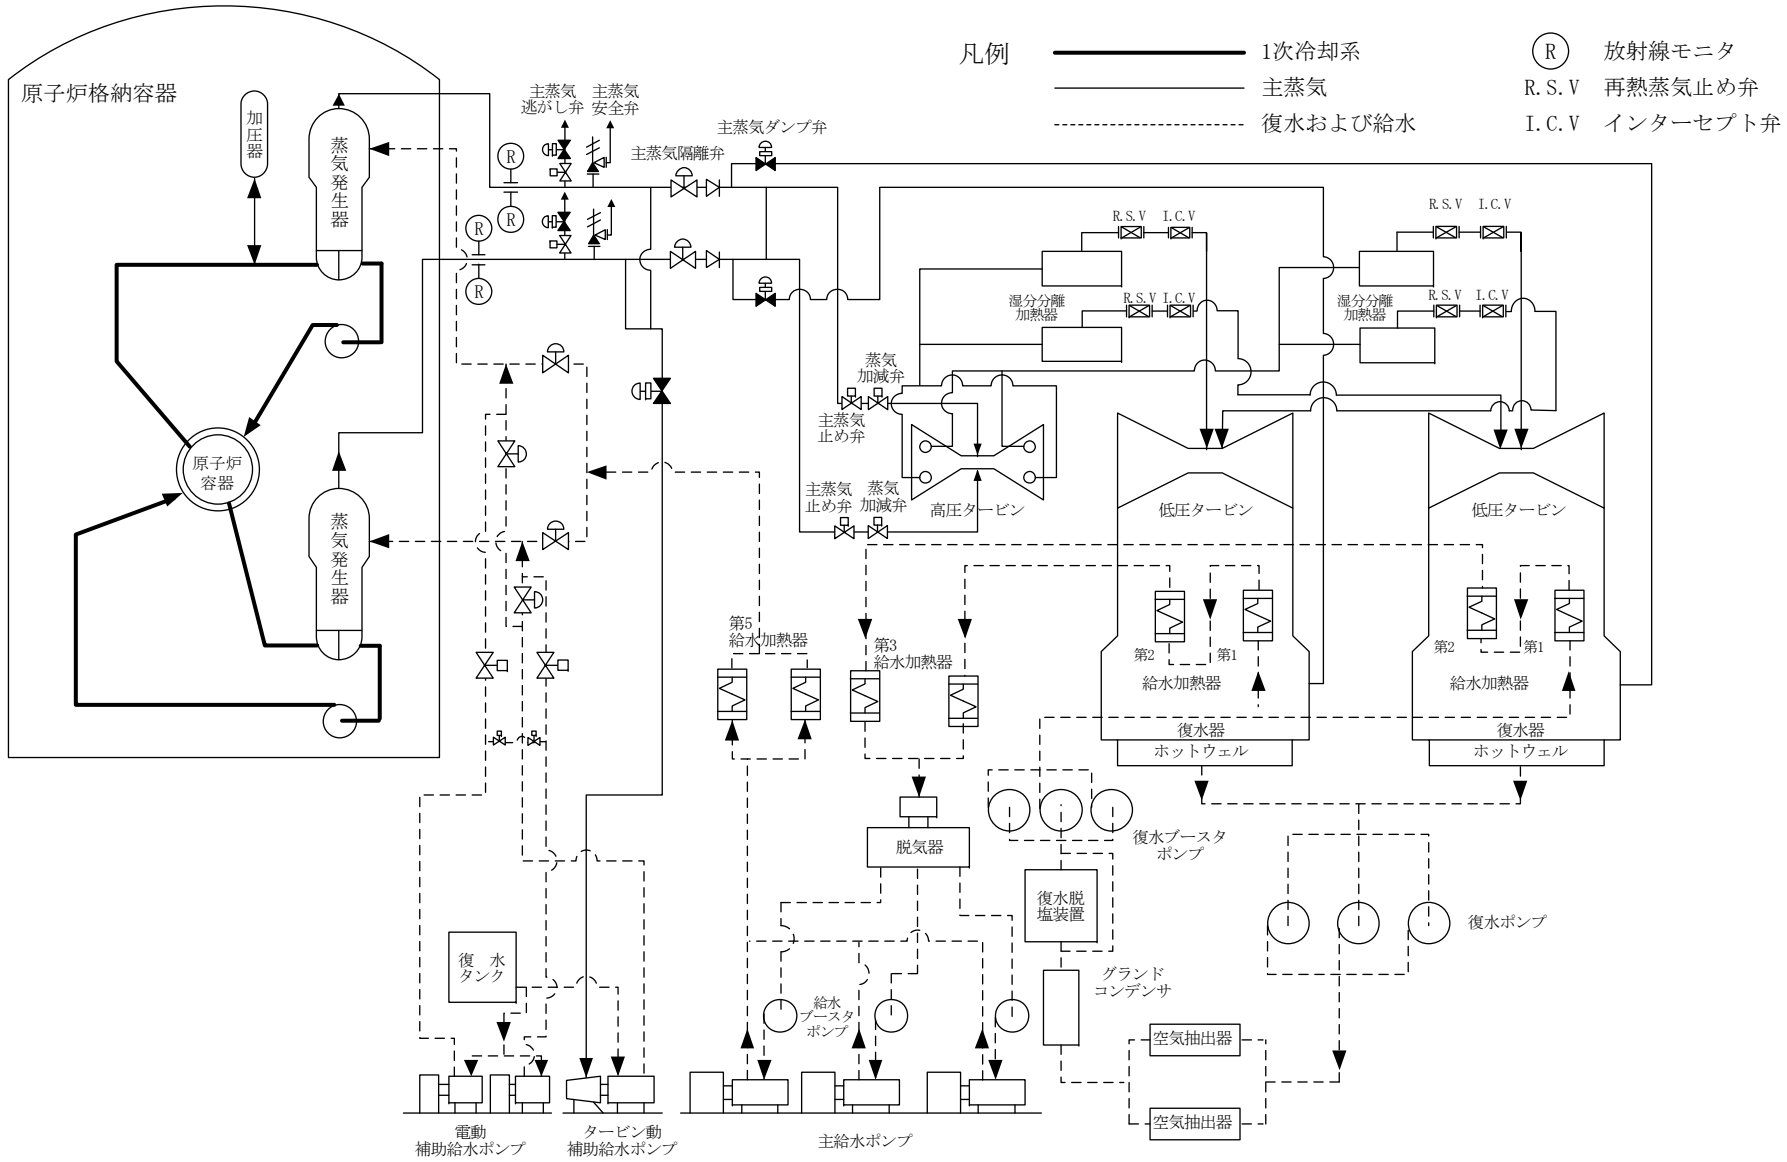 凡例
1次冷却系
主蒸気
復水および給水
R 放射線モニタ
R.S.V 再熱蒸気止め弁
I.C.V インターセプト弁
原子炉格納容器
加圧器
蒸気発生器
主蒸気
逃がし弁
主蒸気
安全弁
主蒸気隔離弁
主蒸気ダンプ弁
R
R
R
R
R.S.V
I.C.V
R.S.V
I.C.V
湿分分離
加熱器
R.S.V
I.C.V
R.S.V
I.C.V
湿分分離
加熱器
蒸気
加減弁
主蒸気
止め弁
原子炉
容器
蒸気発生器
主蒸気
止め弁
蒸気
加減弁
高圧タービン
低圧タービン
低圧タービン
第5
給水加熱器
第3
給水加熱器
第2
第1
給水加熱器
復水器
ホットウェル
第2
第1
給水加熱器
復水器
ホットウェル
脱気器
復水ブースタ
ポンプ
復水脱
塩装置
復水ポンプ
復 水
タンク
グランド
コンデンサ
給水
ブースタ
ポンプ
空気抽出器
空気抽出器
電動
補助給水ポンプ
タービン動
補助給水ポンプ
主給水ポンプ